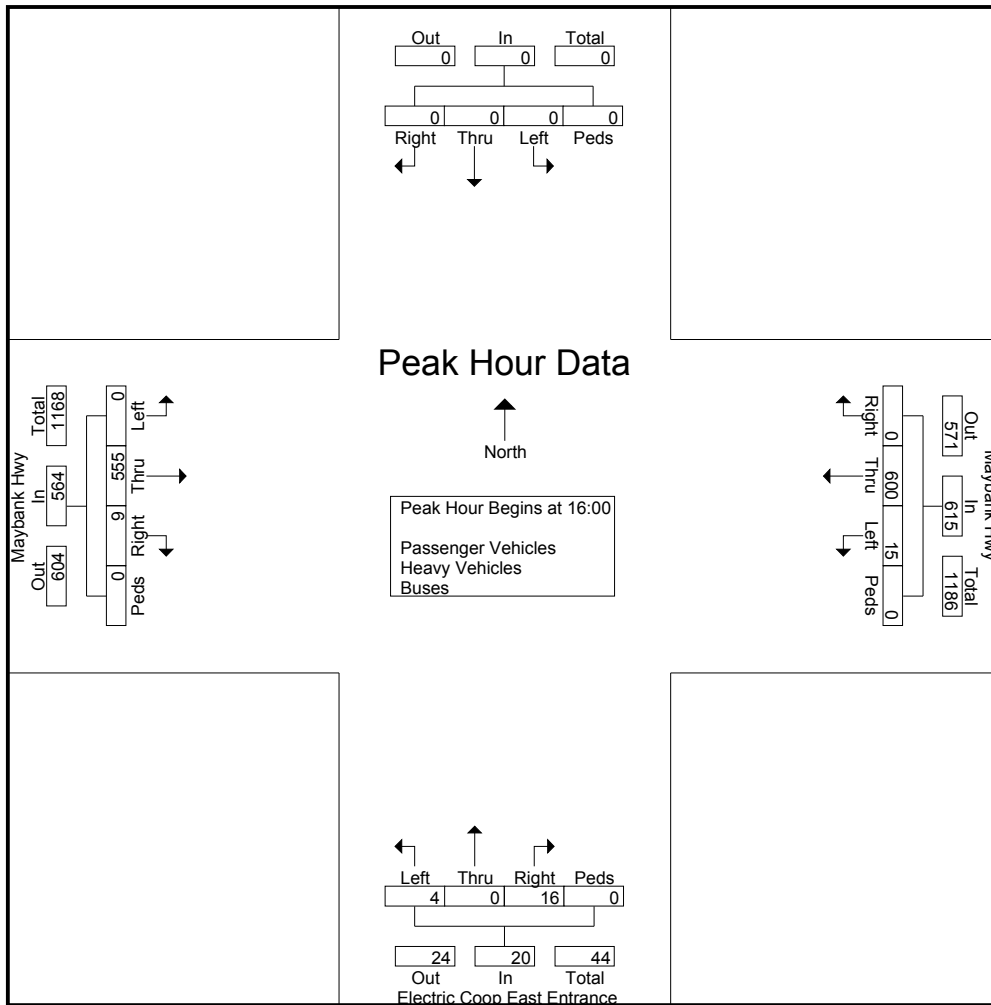 Out In Total
0 0 0
0 0 0 0
Right Thru Left Peds
Peak Hour Data
North
Peak Hour Begins at 16:00
Passenger Vehicles
Heavy Vehicles
Buses
Maybank Hwy
Out In Total
604 564 1168
0 9 555 0
Peds Right Thru Left
Maybank Hwy
Out In Total
571 615 1186
0 600 15 0
Right Thru Left Peds
Left Thru Right Peds
4 0 16 0
24 20 44
Out In Total
Electric Coop East Entrance